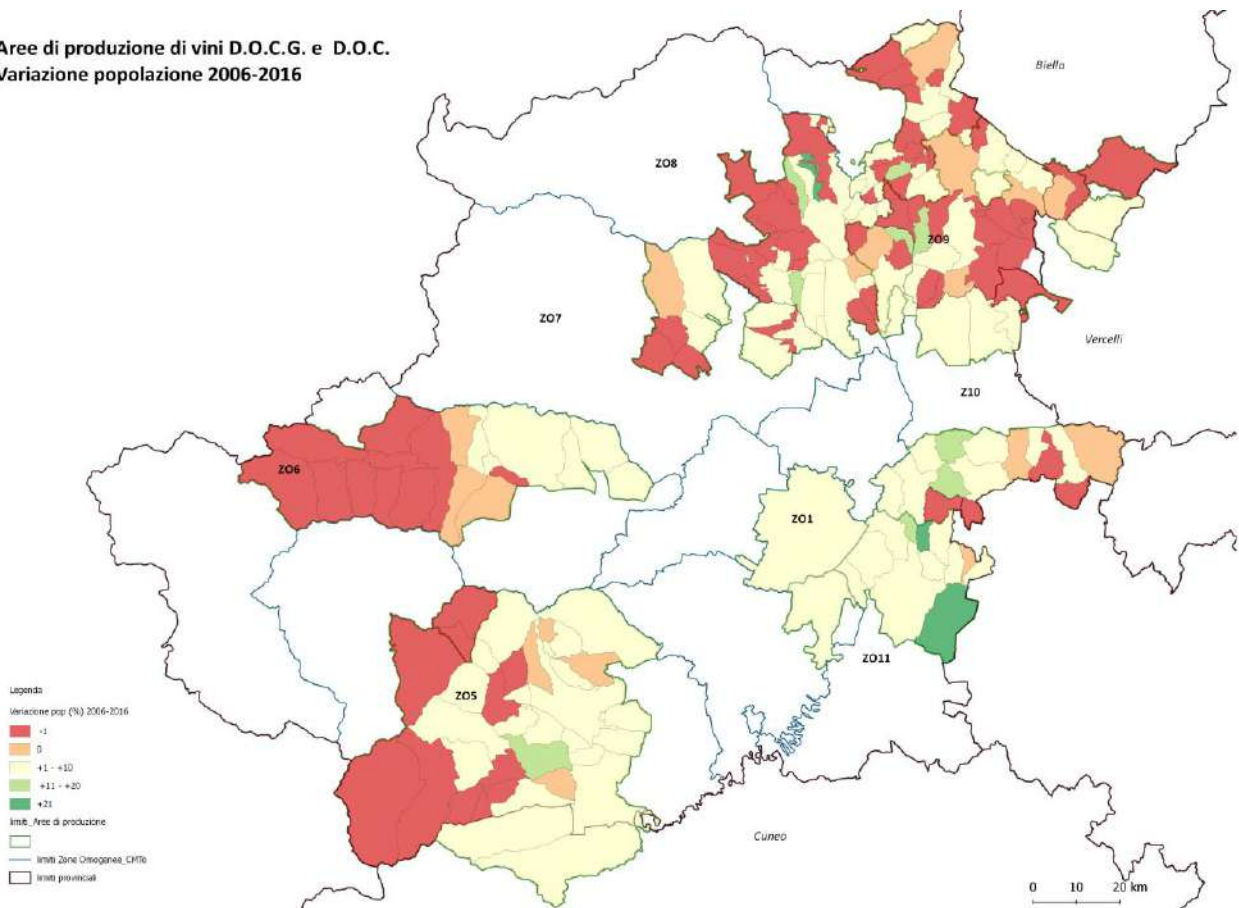 Aree di produzione di vini D.O.C.G. e D.O.C.
Variazione popolazione 2006-2016
Biella
ZO8
ZO9
ZO7
Vercelli
Z10
ZO6
ZO1
ZO11
ZO5
Cuneo
Legenda
Variazione pop (%) 2006-2016
-1
0
+1 - +10
+11 - +20
+21
limiti_Aree di produzione
limiti Zone Omogenee_CMTo
limiti provinciali
0 10 20 km